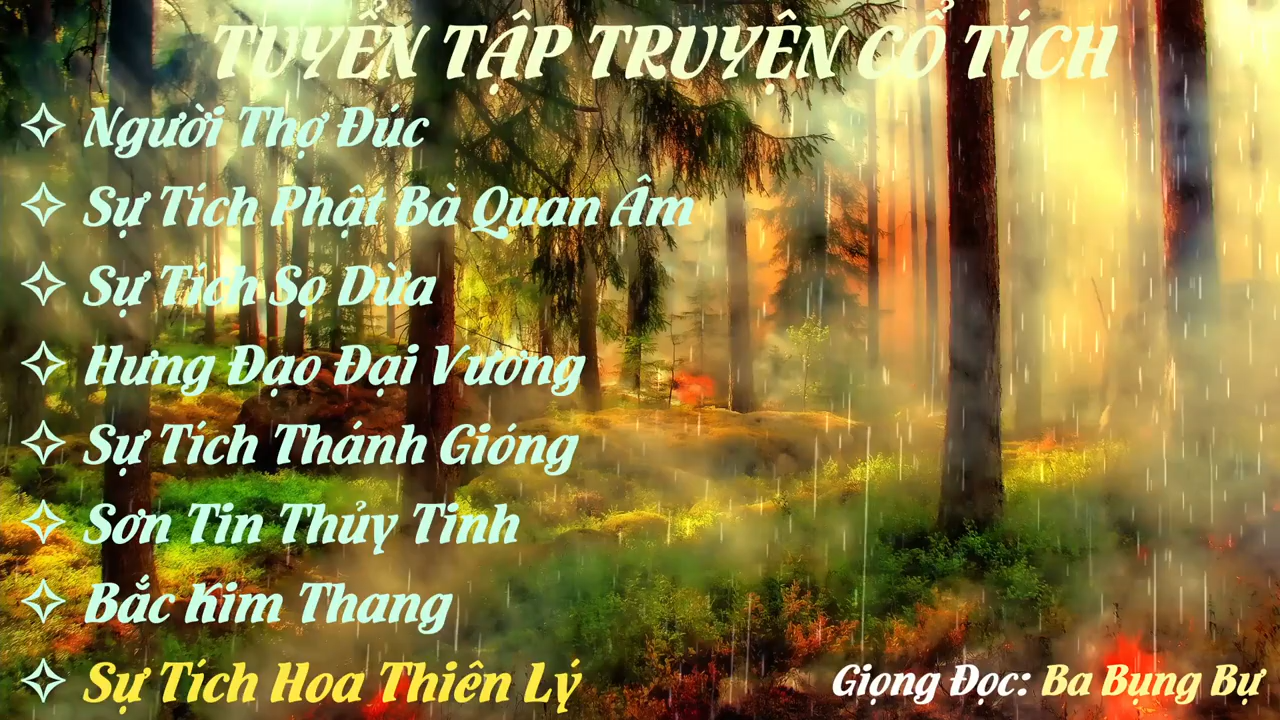 TUYỂN TẬP TRUYỆN CỔ TÍCH
Người Thợ Đúc
Sự Tích Phật Bà Quan Âm
Sự Tích Sọ Dừa
Hưng Đạo Đại Vương
Sự Tích Thánh Gióng
Sơn Tin Thủy Tinh
Bắc Kim Thang
Sự Tích Hoa Thiên Lý
Giọng Đọc: Ba Bụng Bự